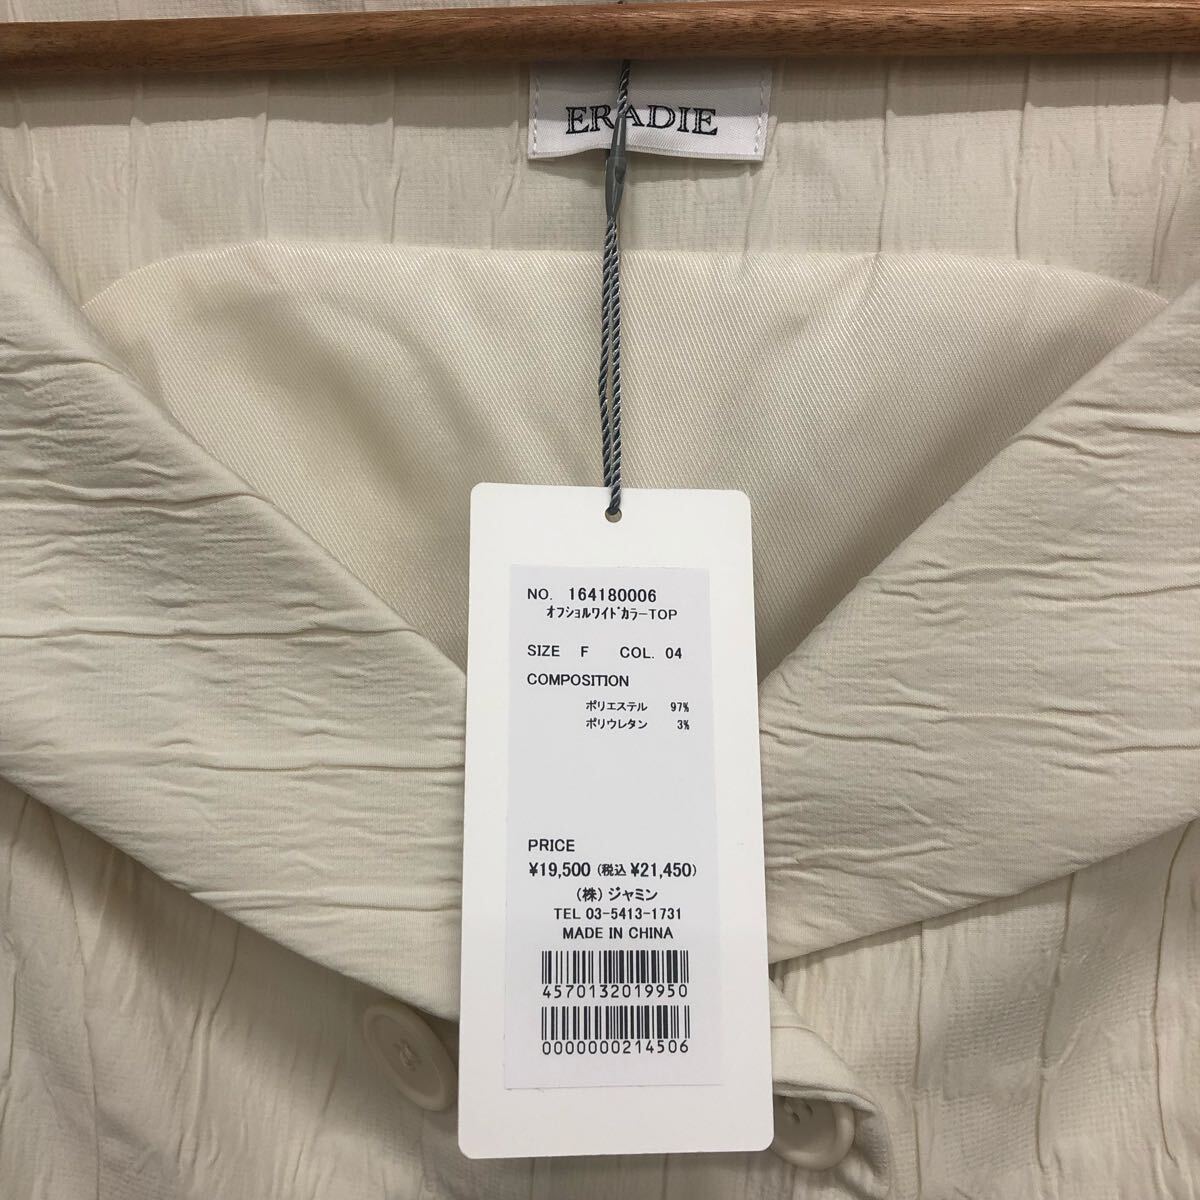 ERADIE
NO. 164180006
ｵﾌｼｮﾙﾜｲﾄﾞｶﾗｰTOP
SIZE F COL. 04
COMPOSITION
ポリエステル 97%
ポリウレタン 3%
PRICE
¥19,500 (税込 ¥21,450)
(株) ジャミン
TEL 03-5413-1731
MADE IN CHINA
4570132019950
0000000214506